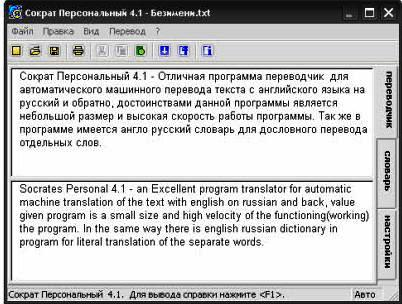 Сократ Персональный 4.1 - Безимени.txt
Файл Правка Вид Перевод ?
Сократ Персональный 4.1 - Отличная программа переводчик для
автоматического машинного перевода текста с английского языка на
русский и обратно, достоинствами данной программы является
небольшой размер и высокая скорость работы программы. Так же в
программе имеется англо русский словарь для дословного перевода
отдельных слов.
переводчик
словарь
настройки
Socrates Personal 4.1 - an Excellent program translator for automatic
machine translation of the text with english on russian and back, value
given program is a small size and high velocity of the functioning(working)
the program. In the same way there is english russian dictionary in
program for literal translation of the separate words.
Сократ Персональный 4.1. Для вывода справки нажмите <F1>. Авто